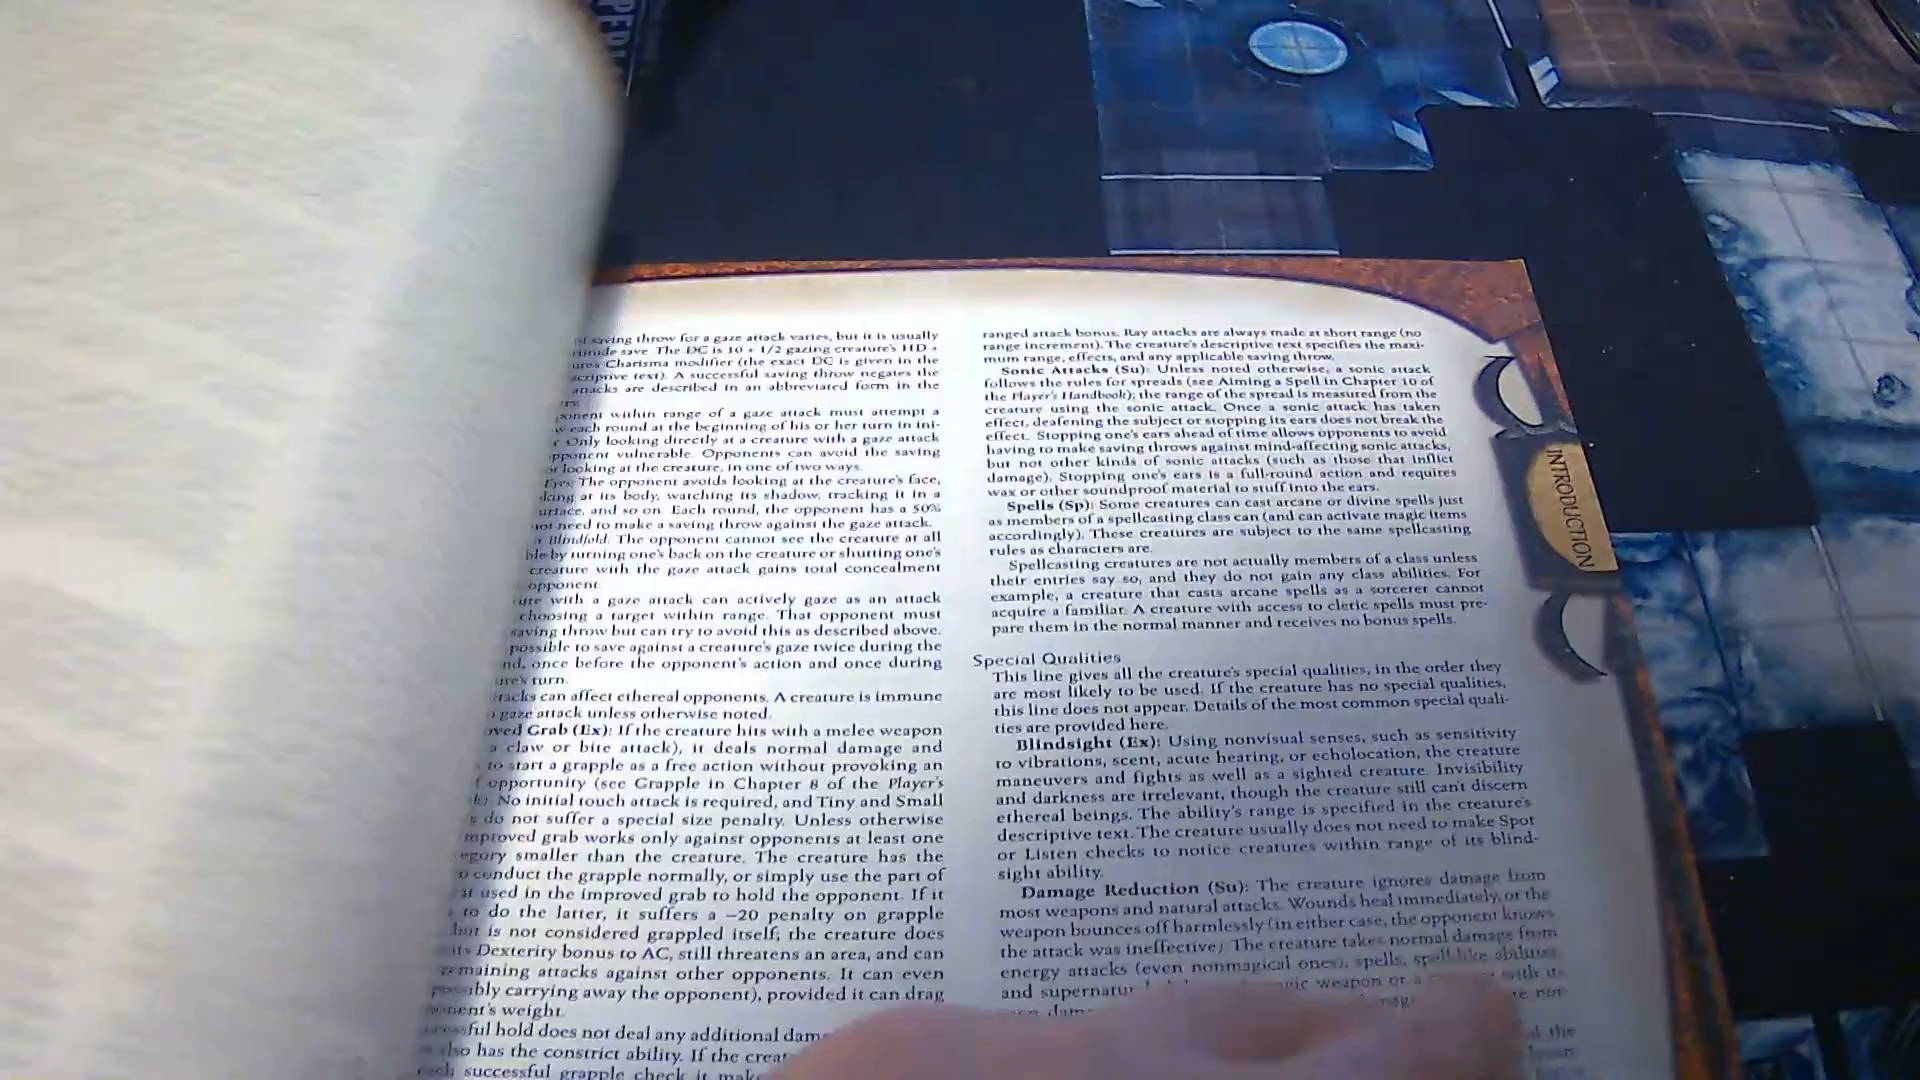 saving throw for a gaze attack varies, but it is usually
save. The DC is 10 + 1/2 gazing creature's HD +
Charisma modifier (the exact DC is given in the
text). A successful saving throw negates the
attacks are described in an abbreviated form in the
within range of a gaze attack must attempt a
each round at the beginning of his or her turn in ini-
Only looking directly at a creature with a gaze attack
vulnerable. Opponents can avoid the saving
looking at the creature, in one of two ways.
Eyes: The opponent avoids looking at the creature's face,
at its body, watching its shadow, tracking it in a
and so on. Each round, the opponent has a 50%
need to make a saving throw against the gaze attack.
Blindfold: The opponent cannot see the creature at all
by turning one's back on the creature or shutting one's
creature with the gaze attack gains total concealment
opponent.
with a gaze attack can actively gaze as an attack
choosing a target within range. That opponent must
saving throw but can try to avoid this as described above.
possible to save against a creature's gaze twice during the
once before the opponent's action and once during
turn.
can affect ethereal opponents. A creature is immune
gaze attack unless otherwise noted.
Grab (Ex): If the creature hits with a melee weapon
a claw or bite attack), it deals normal damage and
to start a grapple as a free action without provoking an
opportunity (see Grapple in Chapter 8 of the Player's
No initial touch attack is required, and Tiny and Small
do not suffer a special size penalty. Unless otherwise
improved grab works only against opponents at least one
smaller than the creature. The creature has the
conduct the grapple normally, or simply use the part of
used in the improved grab to hold the opponent. If it
to do the latter, it suffers a –20 penalty on grapple
but is not considered grappled itself; the creature does
its Dexterity bonus to AC, still threatens an area, and can
remaining attacks against other opponents. It can even
possibly carrying away the opponent), provided it can drag
weight.
hold does not deal any additional
also has the constrict ability. If the
each successful grapple check it
ranged attack bonus. Ray attacks are always made at short range (no
range increment). The creature's descriptive text specifies the maxi-
mum range, effects, and any applicable saving throw.
Sonic Attacks (Su): Unless noted otherwise, a sonic attack
follows the rules for spreads (see Aiming a Spell in Chapter 10 of
the Player's Handbook); the range of the spread is measured from the
creature using the sonic attack. Once a sonic attack has taken
effect, deafening the subject or stopping its ears does not break the
effect. Stopping one's ears ahead of time allows opponents to avoid
having to make saving throws against mind-affecting sonic attacks,
but not other kinds of sonic attacks (such as those that inflict
damage). Stopping one's ears is a full-round action and requires
wax or other soundproof material to stuff into the ears.
Spells (Sp): Some creatures can cast arcane or divine spells just
as members of a spellcasting class can (and can activate magic items
accordingly). These creatures are subject to the same spellcasting
rules as characters are.
Spellcasting creatures are not actually members of a class unless
their entries say so, and they do not gain any class abilities. For
example, a creature that casts arcane spells as a sorcerer cannot
acquire a familiar. A creature with access to cleric spells must pre-
pare them in the normal manner and receives no bonus spells.
Special Qualities
This line gives all the creature's special qualities, in the order they
are most likely to be used. If the creature has no special qualities,
this line does not appear. Details of the most common special quali-
ties are provided here.
Blindsight (Ex): Using nonvisual senses, such as sensitivity
to vibrations, scent, acute hearing, or echolocation, the creature
maneuvers and fights as well as a sighted creature. Invisibility
and darkness are irrelevant, though the creature still can't discern
ethereal beings. The ability's range is specified in the creature's
descriptive text. The creature usually does not need to make Spot
or Listen checks to notice creatures within range of its blind-
sight ability.
Damage Reduction (Su): The creature ignores damage from
most weapons and natural attacks. Wounds heal immediately, or the
weapon bounces off harmlessly (in either case, the opponent knows
the attack was ineffective). The creature takes normal damage from
energy attacks (even nonmagical ones), spells, spell-like abilities,
and weapon or a with its
INTRODUCTION